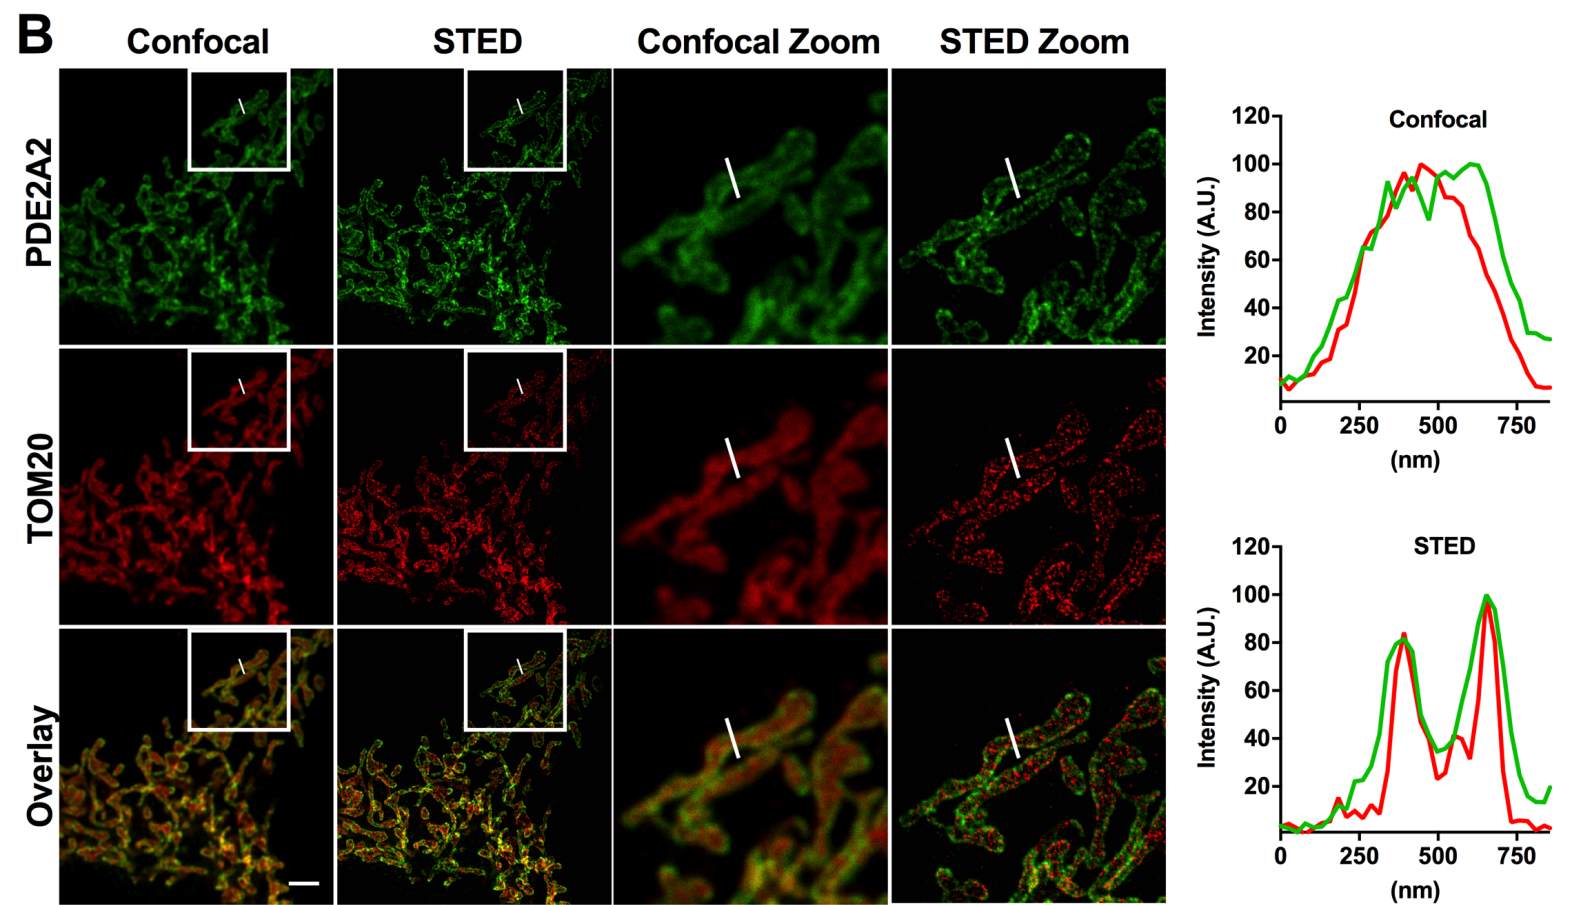 B
Confocal
STED
Confocal Zoom
STED Zoom
PDE2A2
TOM20
Overlay
Confocal
Intensity (A.U.)
120
100
80
60
40
20
0
250
500
750
(nm)
STED
Intensity (A.U.)
120
100
80
60
40
20
0
250
500
750
(nm)